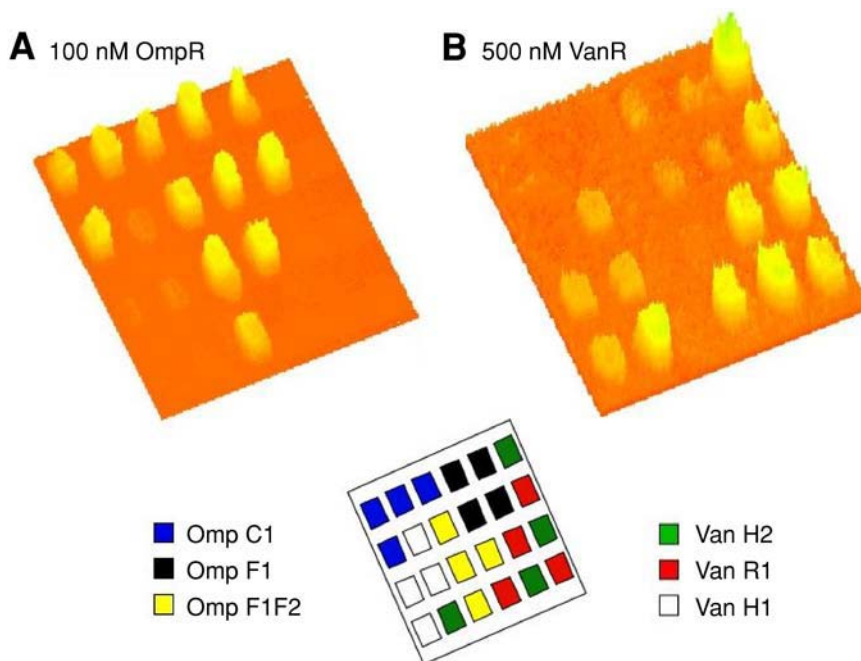 A 100 nM OmpR
B 500 nM VanR
Omp C1
Omp F1
Omp F1F2
Van H2
Van R1
Van H1